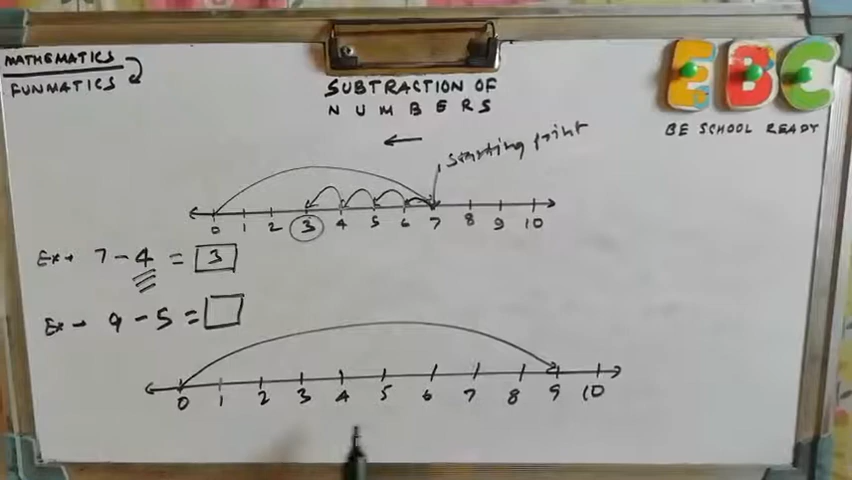 MATHEMATICS
FUNMATICS
SUBTRACTION OF
NUMBERS
EBC
BE SCHOOL READY
←
starting point
0 1 2 3 4 5 6 7 8 9 10
Ex → 7 - 4 = 3
Ex → 9 - 5 =
0 1 2 3 4 5 6 7 8 9 10